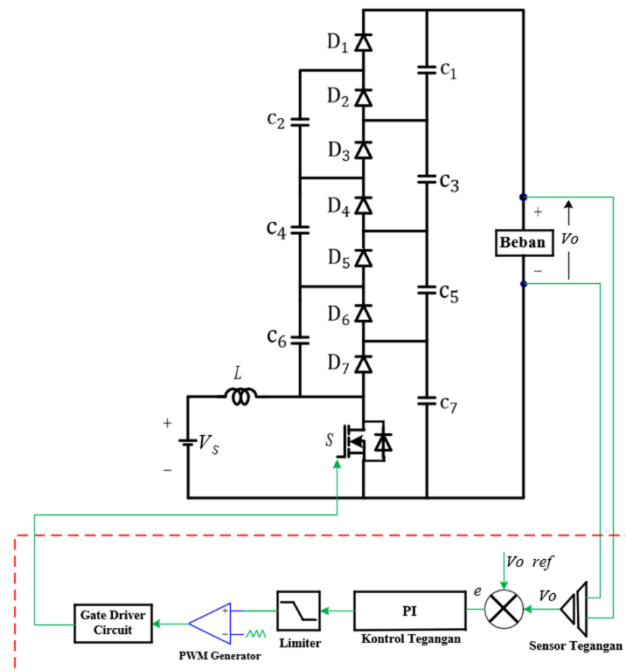 D₁
c₁
D₂
c₂
D₃
c₃
D₄
c₄
D₅
c₅
D₆
c₆
D₇
c₇
L
+
Vₛ
−
S
+
Beban
Vo
−
Vo ref
e
Vo
PI
Kontrol Tegangan
Sensor Tegangan
Limiter
+
−
PWM Generator
Gate Driver
Circuit